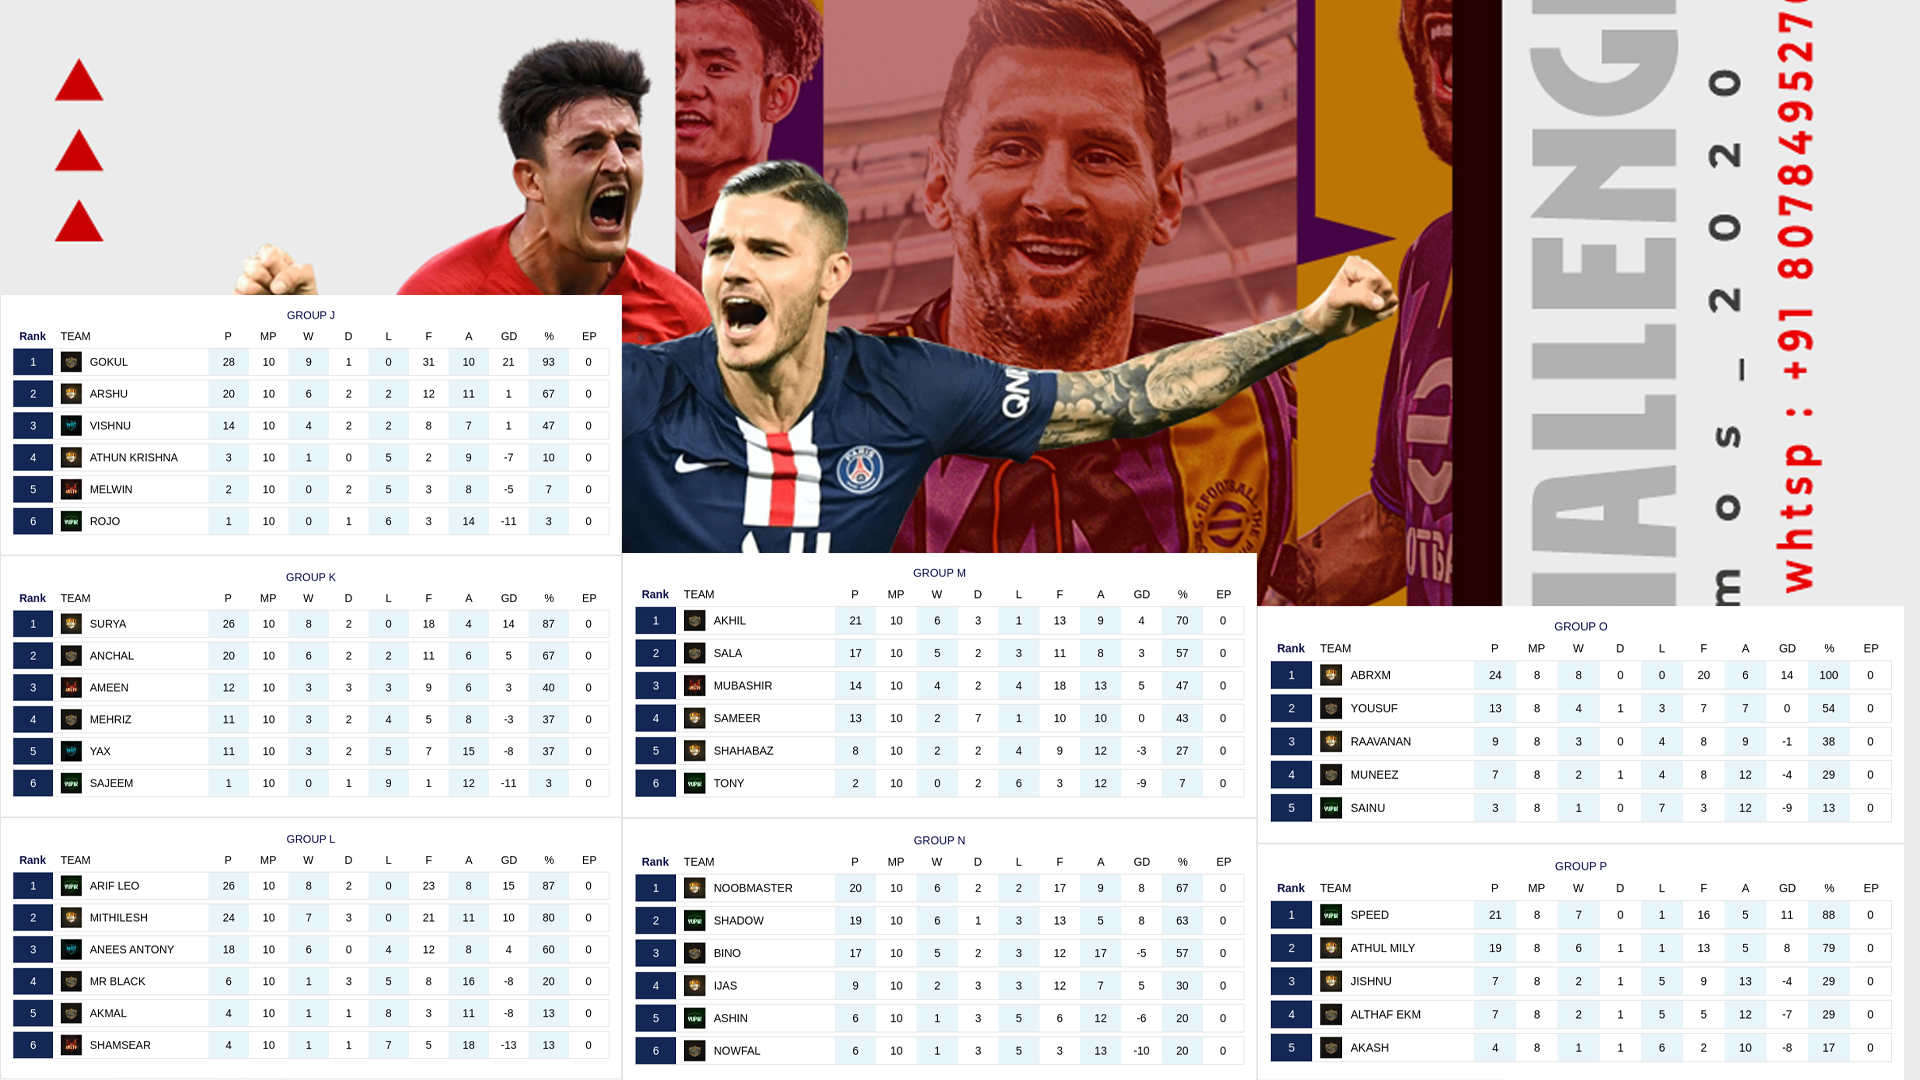 GROUP J
Rank TEAM P MP W D L F A GD % EP
1 GOKUL 28 10 9 1 0 31 10 21 93 0
2 ARSHU 20 10 6 2 2 12 11 1 67 0
3 VISHNU 14 10 4 2 2 8 7 1 47 0
4 ATHUN KRISHNA 3 10 1 0 5 2 9 -7 10 0
5 MELWIN 2 10 0 2 5 3 8 -5 7 0
6 ROJO 1 10 0 1 6 3 14 -11 3 0
GROUP K
Rank TEAM P MP W D L F A GD % EP
1 SURYA 26 10 8 2 0 18 4 14 87 0
2 ANCHAL 20 10 6 2 2 11 6 5 67 0
3 AMEEN 12 10 3 3 3 9 6 3 40 0
4 MEHRIZ 11 10 3 2 4 5 8 -3 37 0
5 YAX 11 10 3 2 5 7 15 -8 37 0
6 SAJEEM 1 10 0 1 9 1 12 -11 3 0
GROUP L
Rank TEAM P MP W D L F A GD % EP
1 ARIF LEO 26 10 8 2 0 23 8 15 87 0
2 MITHILESH 24 10 7 3 0 21 11 10 80 0
3 ANEES ANTONY 18 10 6 0 4 12 8 4 60 0
4 MR BLACK 6 10 1 3 5 8 16 -8 20 0
5 AKMAL 4 10 1 1 8 3 11 -8 13 0
6 SHAMSEAR 4 10 1 1 7 5 18 -13 13 0
GROUP M
Rank TEAM P MP W D L F A GD % EP
1 AKHIL 21 10 6 3 1 13 9 4 70 0
2 SALA 17 10 5 2 3 11 8 3 57 0
3 MUBASHIR 14 10 4 2 4 18 13 5 47 0
4 SAMEER 13 10 2 7 1 10 10 0 43 0
5 SHAHABAZ 8 10 2 2 4 9 12 -3 27 0
6 TONY 2 10 0 2 6 3 12 -9 7 0
GROUP N
Rank TEAM P MP W D L F A GD % EP
1 NOOBMASTER 20 10 6 2 2 17 9 8 67 0
2 SHADOW 19 10 6 1 3 13 5 8 63 0
3 BINO 17 10 5 2 3 12 17 -5 57 0
4 IJAS 9 10 2 3 3 12 7 5 30 0
5 ASHIN 6 10 1 3 5 6 12 -6 20 0
6 NOWFAL 6 10 1 3 5 3 13 -10 20 0
GROUP O
Rank TEAM P MP W D L F A GD % EP
1 ABRXM 24 8 8 0 0 20 6 14 100 0
2 YOUSUF 13 8 4 1 3 7 7 0 54 0
3 RAAVANAN 9 8 3 0 4 8 9 -1 38 0
4 MUNEEZ 7 8 2 1 4 8 12 -4 29 0
5 SAINU 3 8 1 0 7 3 12 -9 13 0
GROUP P
Rank TEAM P MP W D L F A GD % EP
1 SPEED 21 8 7 0 1 16 5 11 88 0
2 ATHUL MILY 19 8 6 1 1 13 5 8 79 0
3 JISHNU 7 8 2 1 5 9 13 -4 29 0
4 ALTHAF EKM 7 8 2 1 5 5 12 -7 29 0
5 AKASH 4 8 1 1 6 2 10 -8 17 0
PARIS
EFOOTBALL
HALLENG
mos_2020
whtsp : +91 807849527